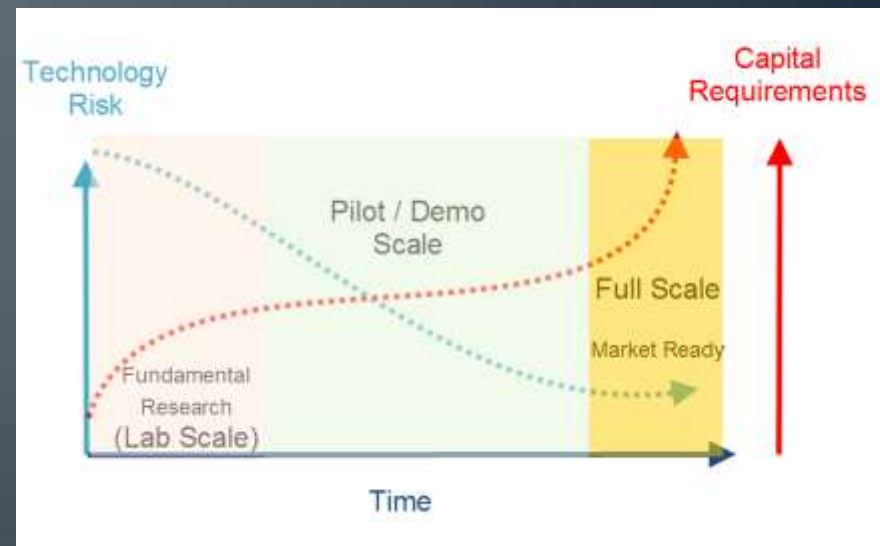 Technology
Risk
Capital
Requirements
Pilot / Demo
Scale
Full Scale
Market Ready
Fundamental
Research
(Lab Scale)
Time